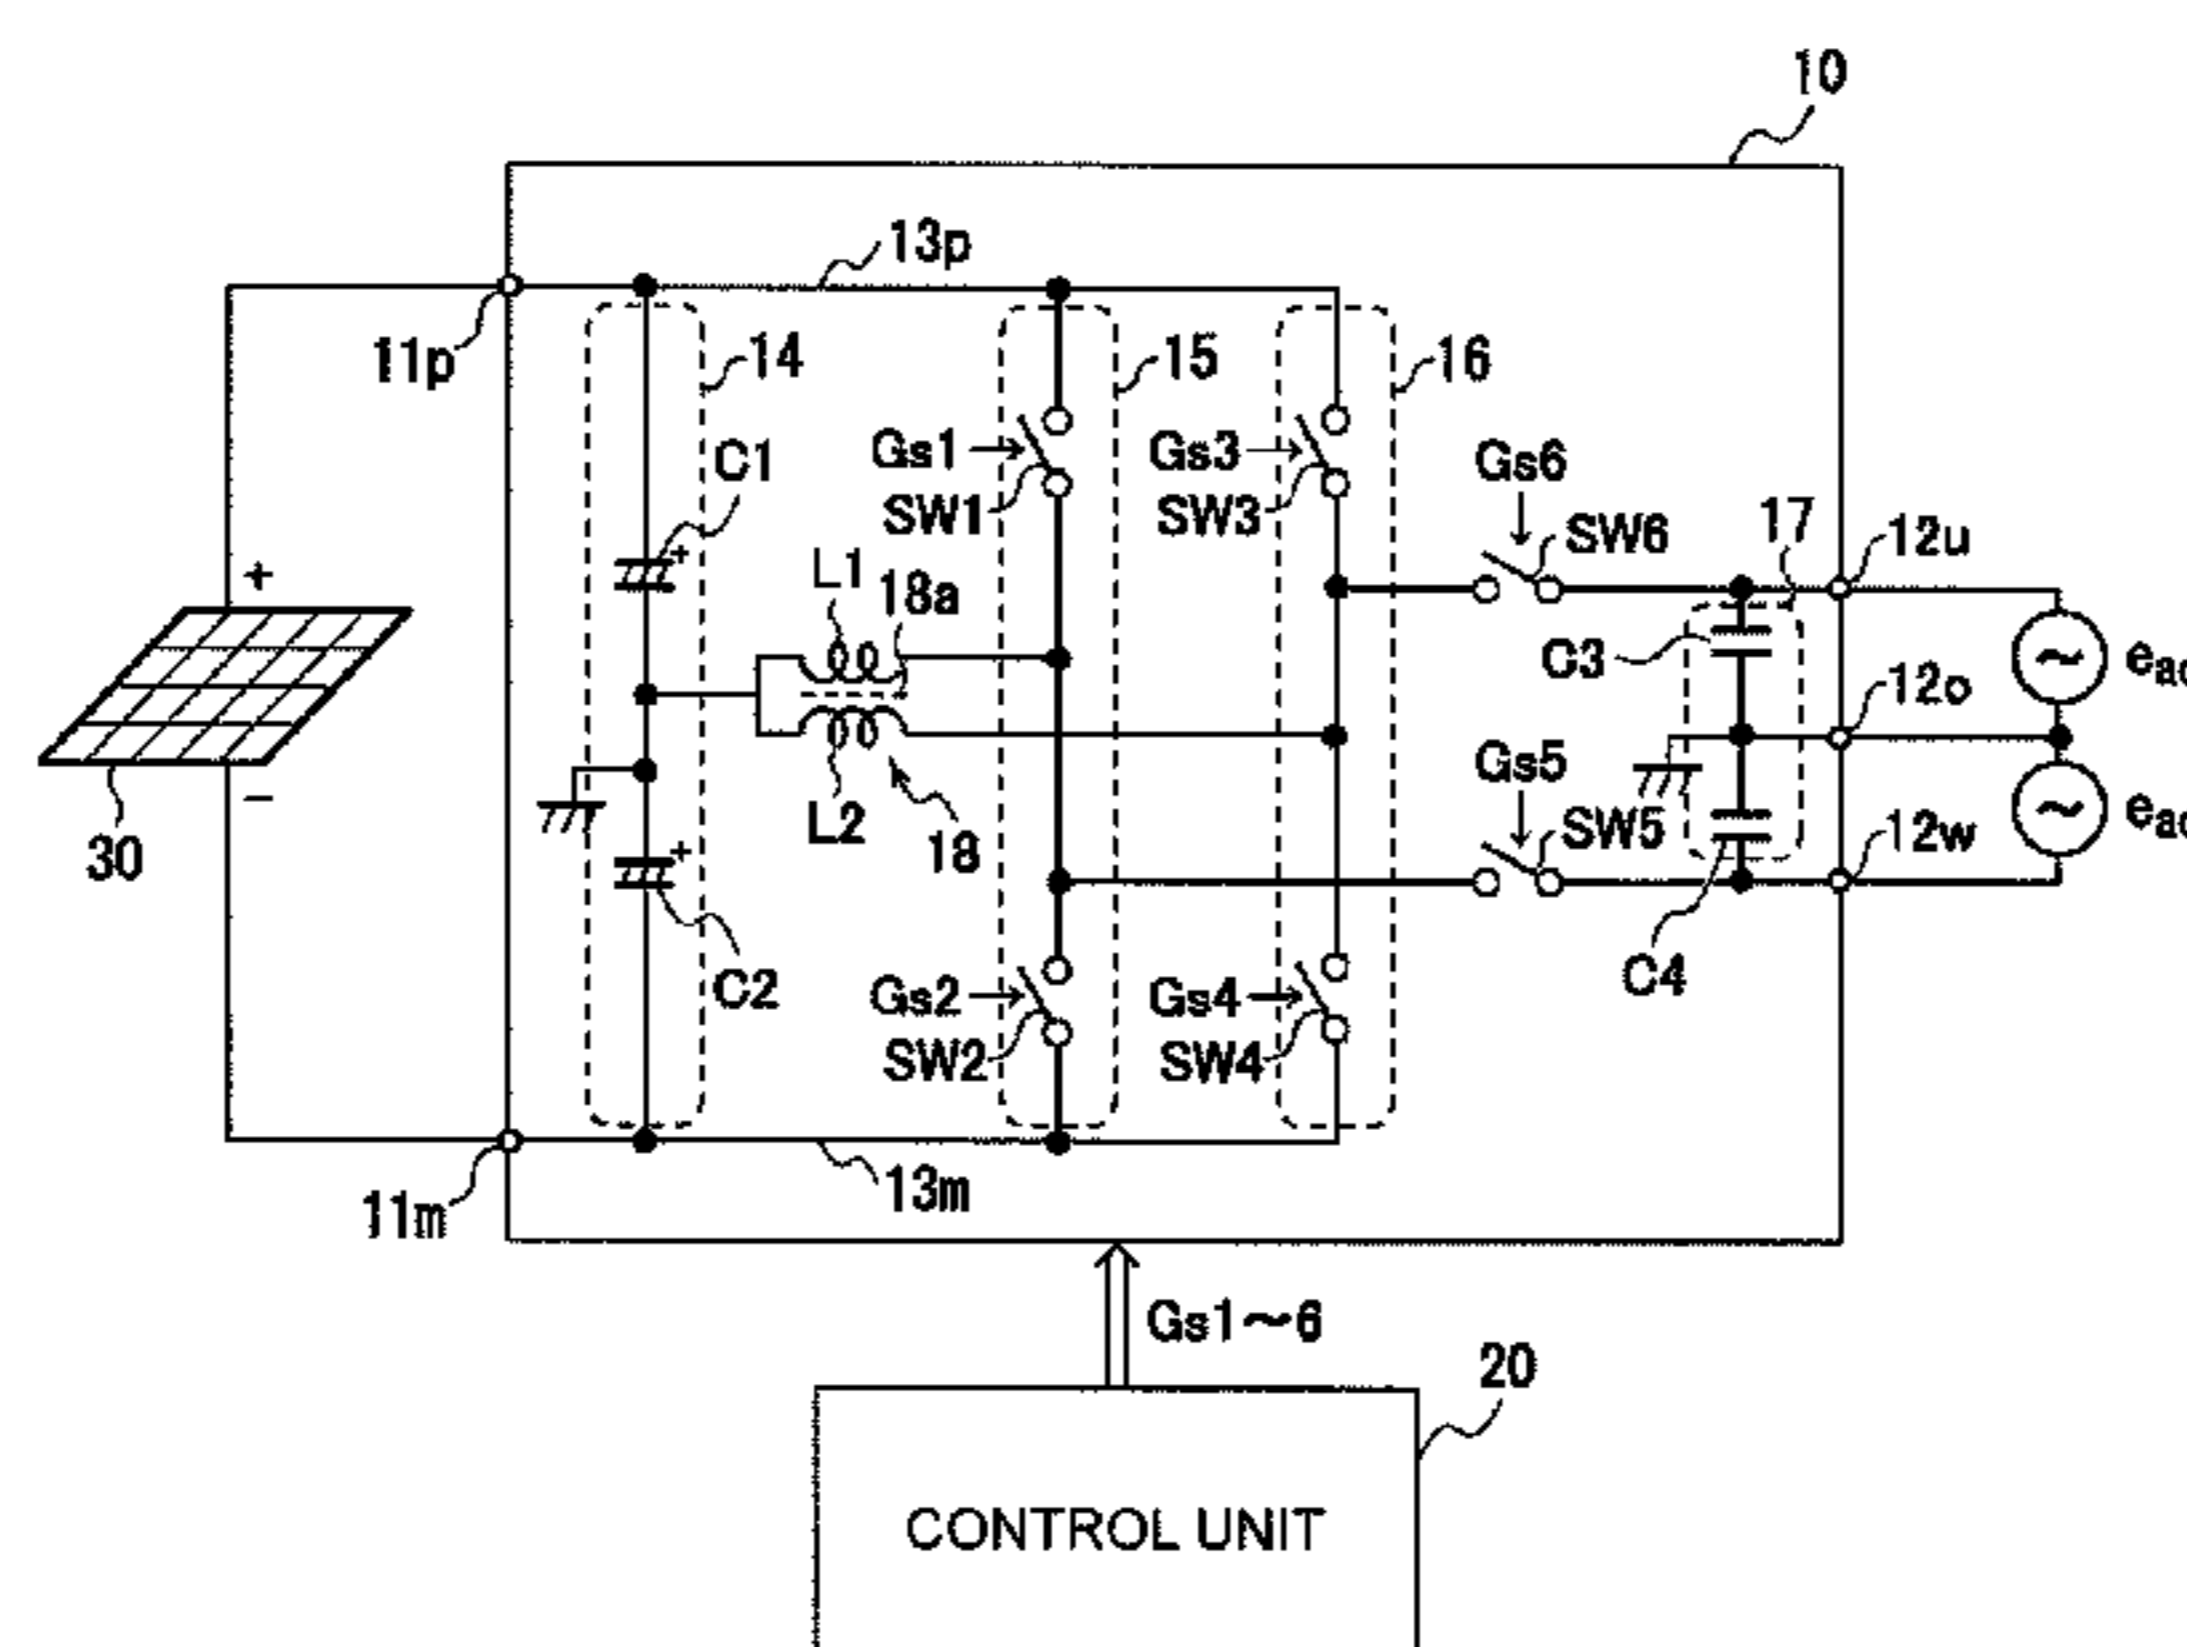 10
13p
11p
14
15
16
C1
Gs1
SW1
Gs3
SW3
Gs6
SW6
17
12u
+
+
L1
18a
C3
12o
30
−
L2
18
Gs5
SW5
12w
+
C2
Gs2
SW2
Gs4
SW4
C4
11m
13m
Gs1～6
20
CONTROL UNIT